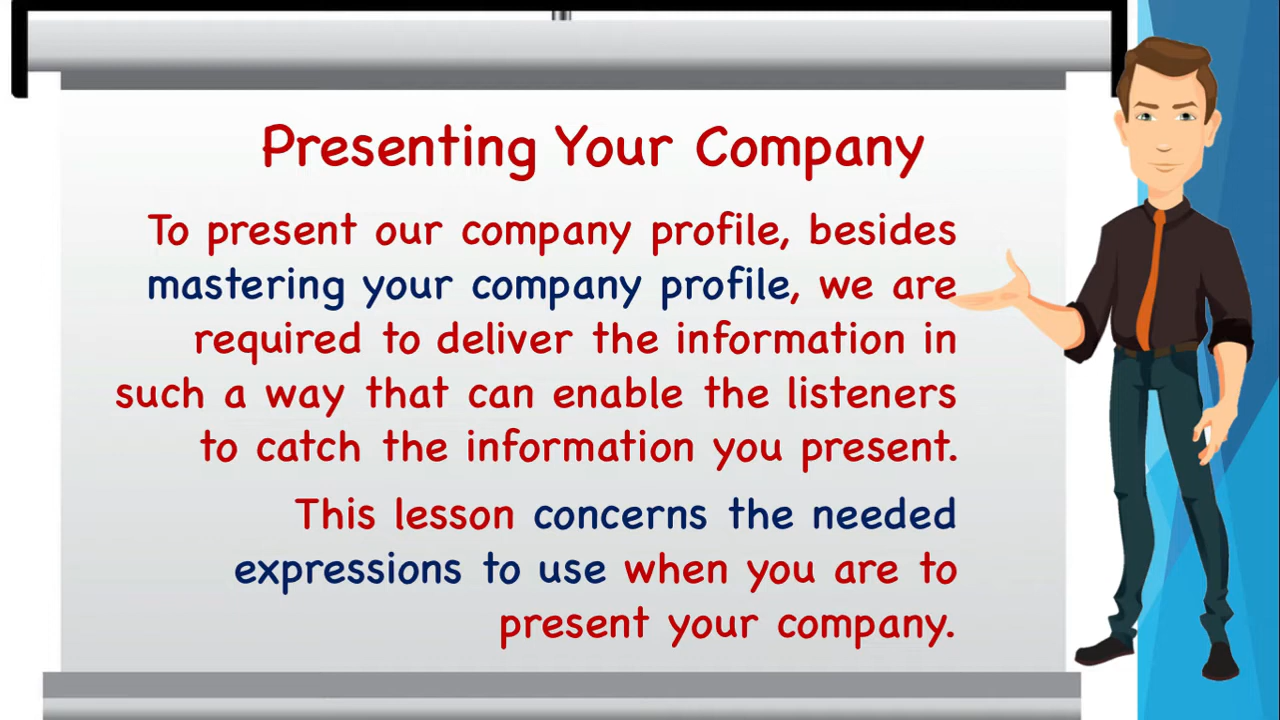 Presenting Your Company
To present our company profile, besides
mastering your company profile, we are
required to deliver the information in
such a way that can enable the listeners
to catch the information you present.
This lesson concerns the needed
expressions to use when you are to
present your company.